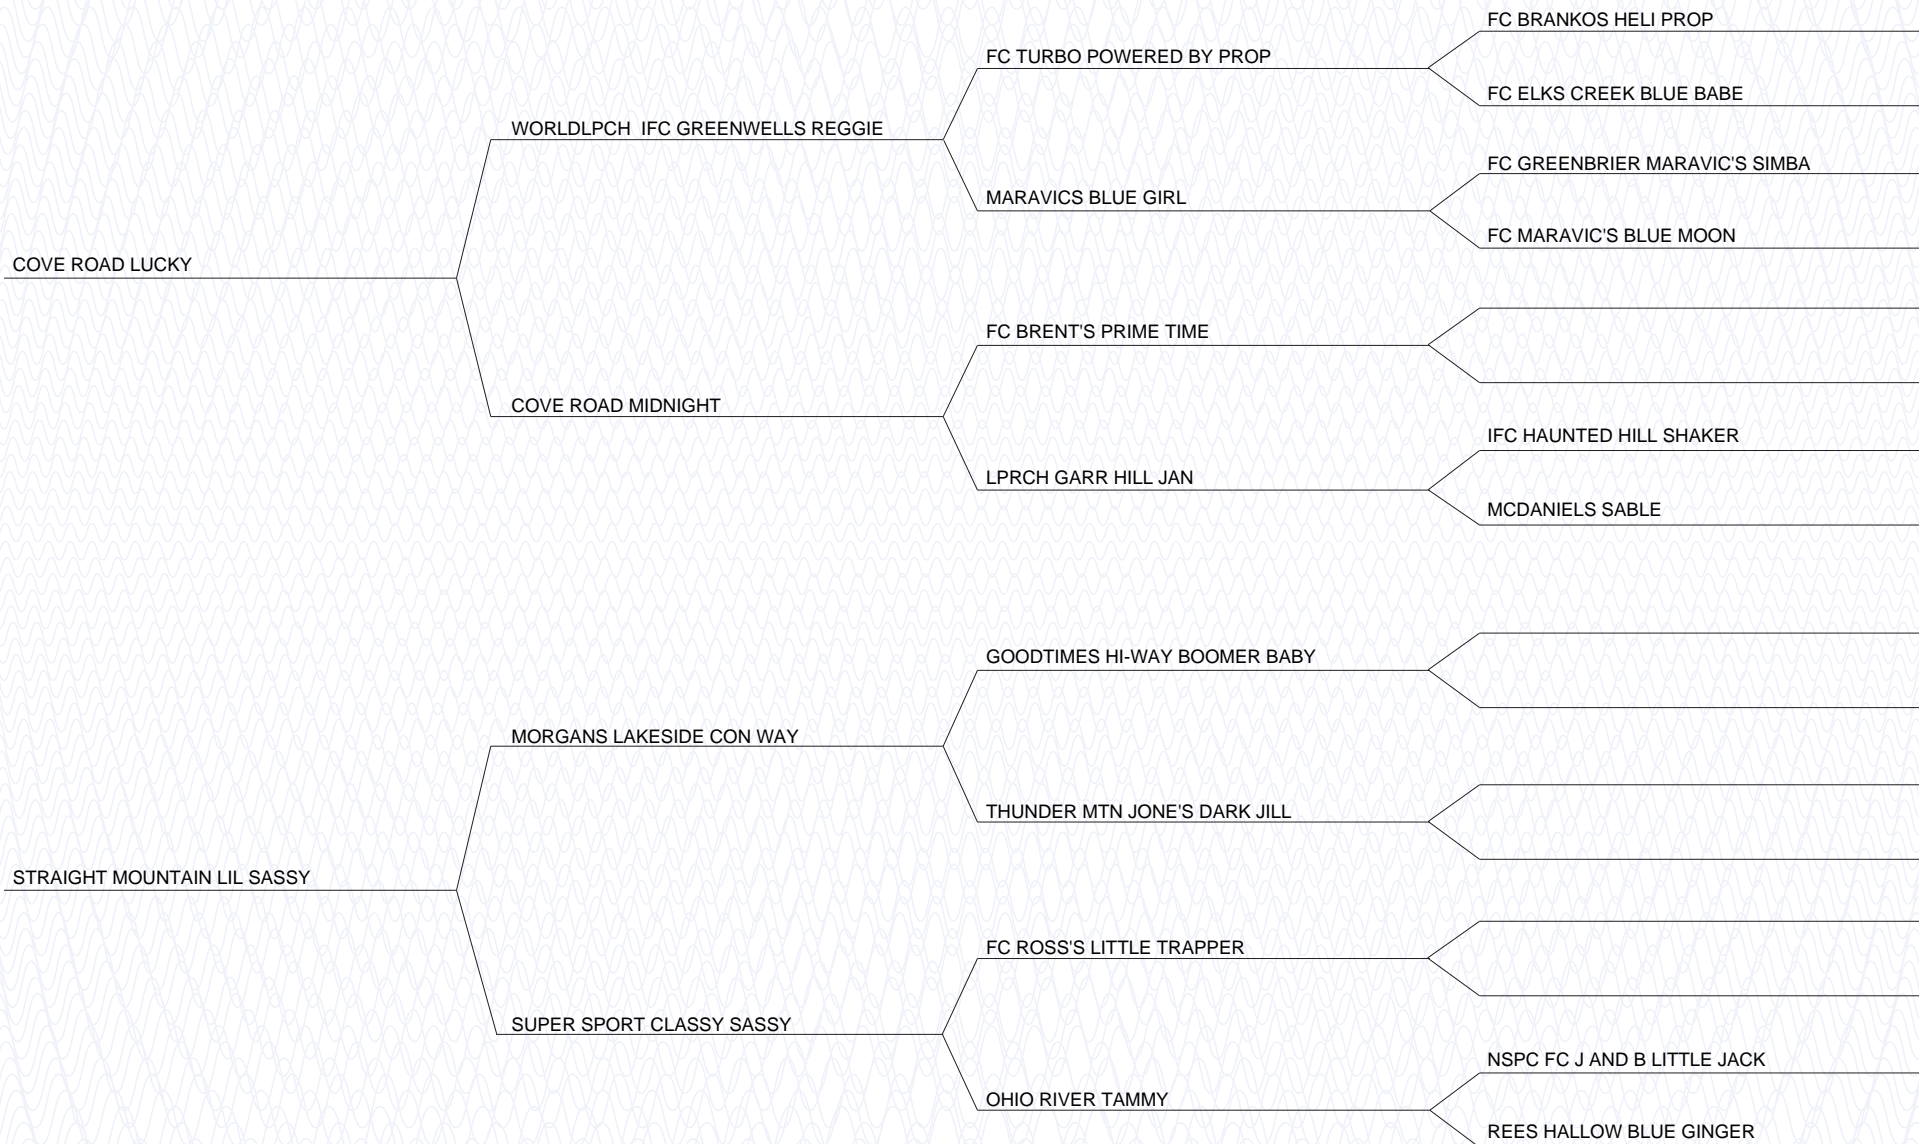 FC BRANKOS HELI PROP
FC TURBO POWERED BY PROP
FC ELKS CREEK BLUE BABE
WORLDLPCH  IFC GREENWELLS REGGIE
FC GREENBRIER MARAVIC'S SIMBA
MARAVICS BLUE GIRL
FC MARAVIC'S BLUE MOON
COVE ROAD LUCKY
FC BRENT'S PRIME TIME
COVE ROAD MIDNIGHT
IFC HAUNTED HILL SHAKER
LPRCH GARR HILL JAN
MCDANIELS SABLE
GOODTIMES HI-WAY BOOMER BABY
MORGANS LAKESIDE CON WAY
THUNDER MTN JONE'S DARK JILL
STRAIGHT MOUNTAIN LIL SASSY
FC ROSS'S LITTLE TRAPPER
SUPER SPORT CLASSY SASSY
NSPC FC J AND B LITTLE JACK
OHIO RIVER TAMMY
REES HALLOW BLUE GINGER